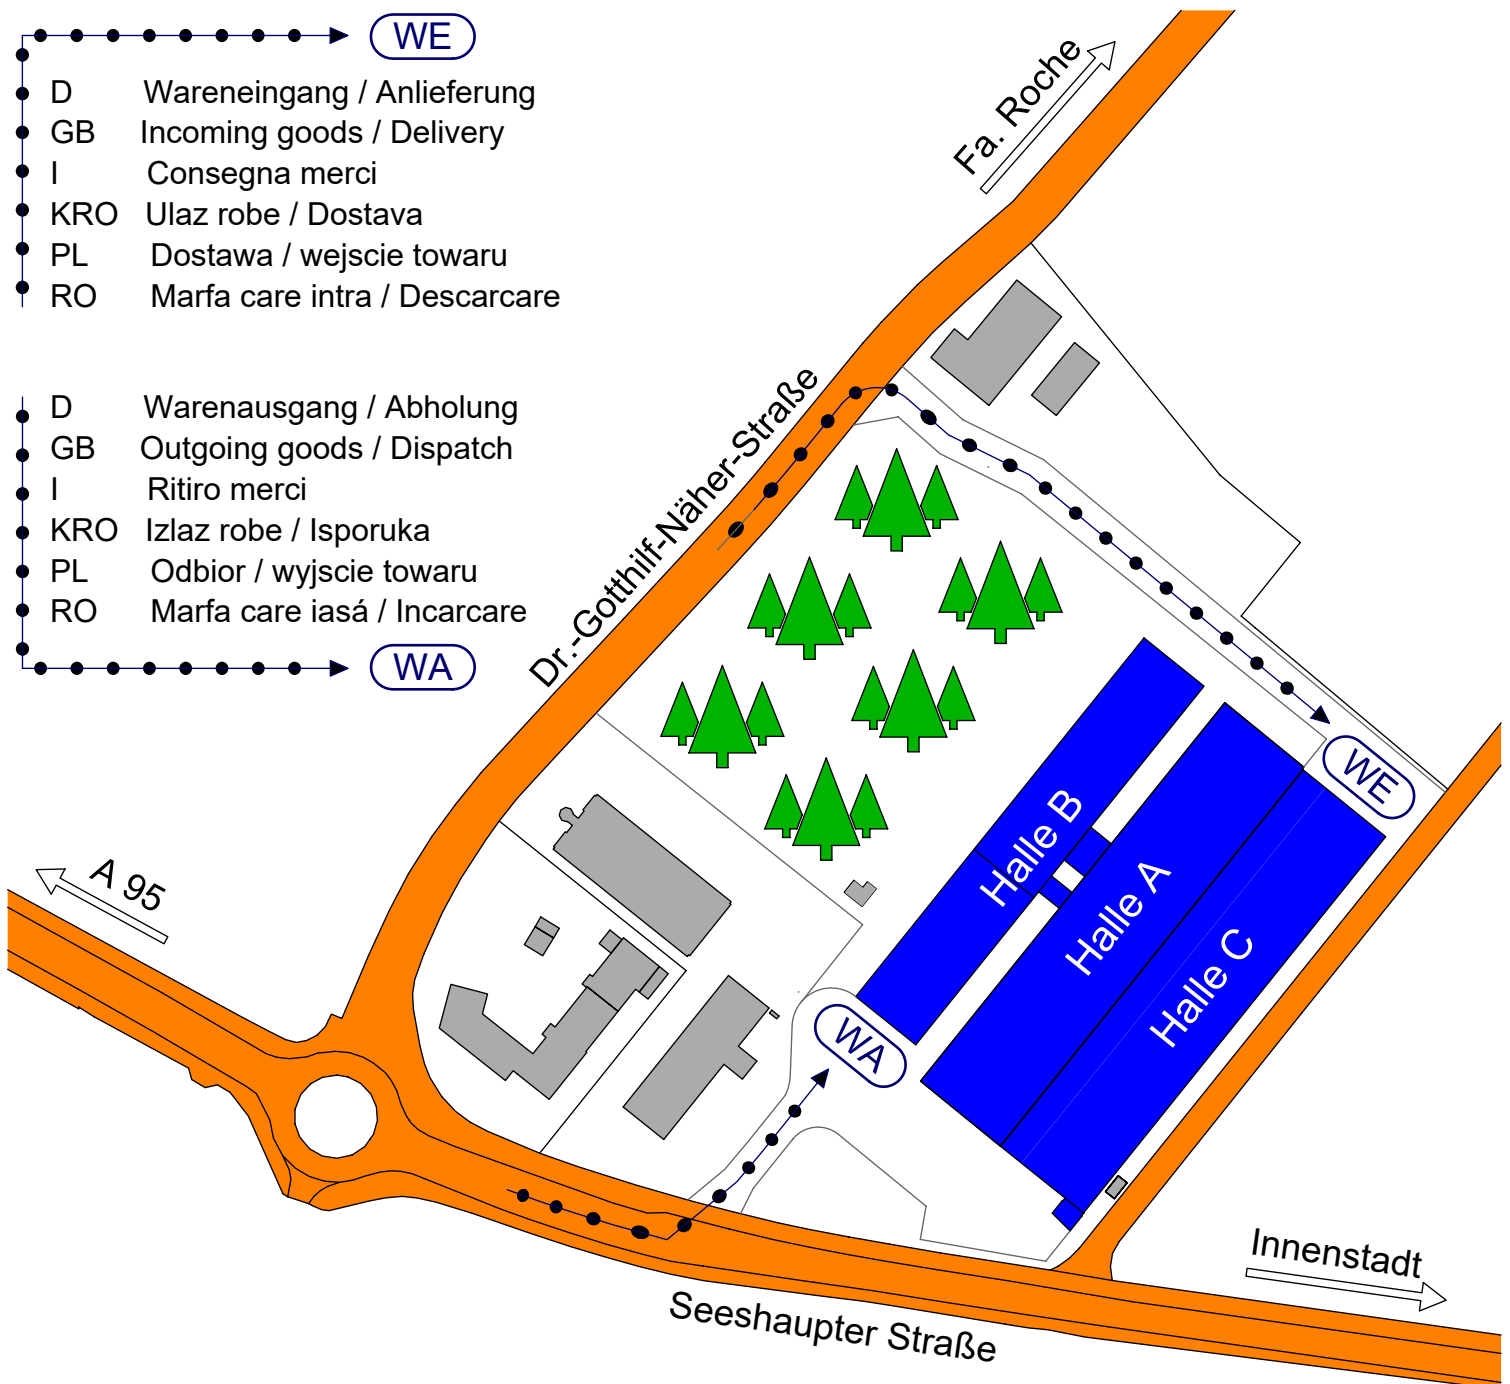 WE
D Wareneingang / Anlieferung
GB Incoming goods / Delivery
I Consegna merci
KRO Ulaz robe / Dostava
PL Dostawa / wejscie towaru
RO Marfa care intra / Descarcare
D Warenausgang / Abholung
GB Outgoing goods / Dispatch
I Ritiro merci
KRO Izlaz robe / Isporuka
PL Odbior / wyjscie towaru
RO Marfa care iasá / Incarcare
WA
Fa. Roche
Dr.-Gotthilf-Näher-Straße
A 95
Halle B
Halle A
Halle C
WE
WA
Innenstadt
Seeshaupter Straße